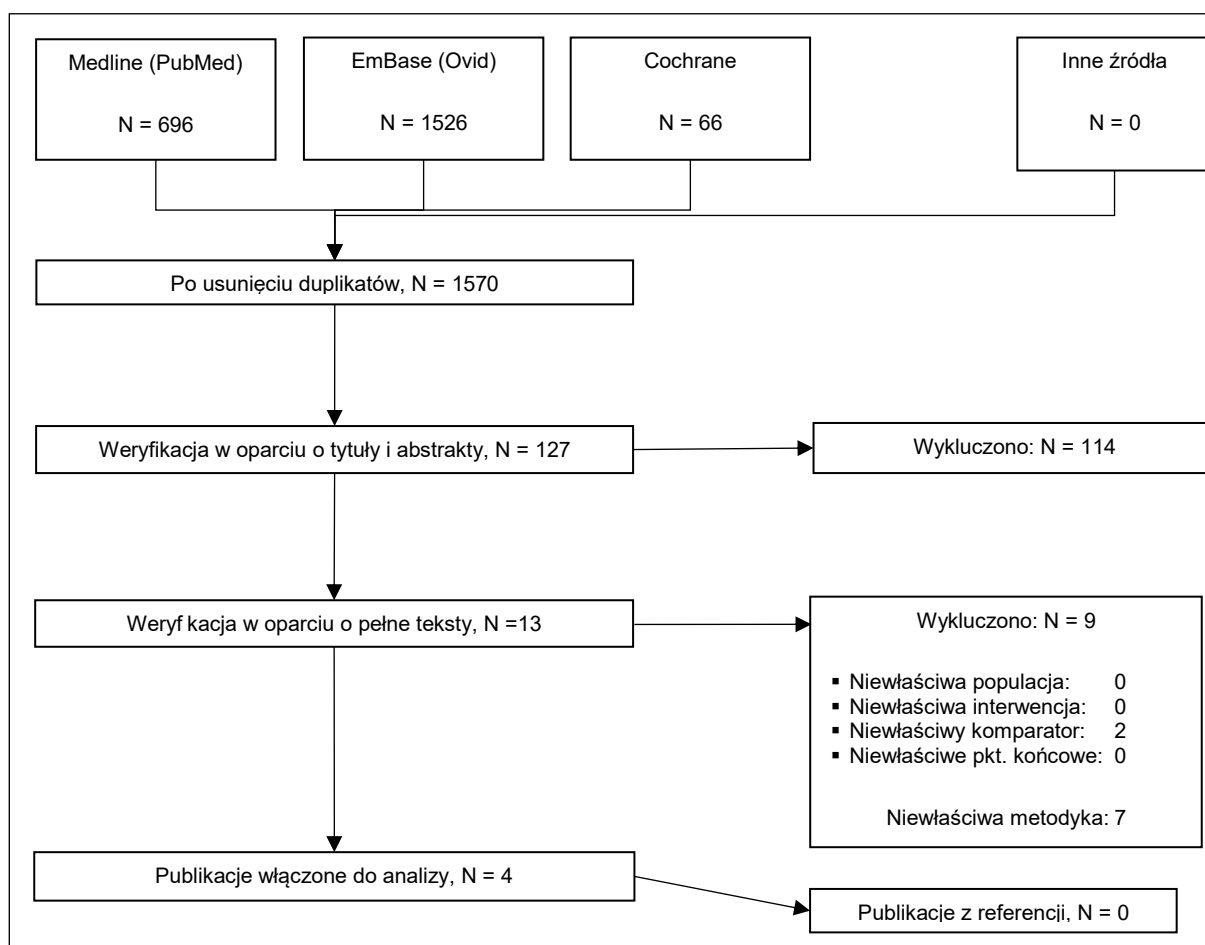 Medline (PubMed)
N = 696
EmBase (Ovid)
N = 1526
Cochrane
N = 66
Inne źródła
N = 0
Po usunięciu duplikatów, N = 1570
Weryfikacja w oparciu o tytuły i abstrakty, N = 127
Wykluczono: N = 114
Weryf kacja w oparciu o pełne teksty, N =13
Wykluczono: N = 9
▪ Niewłaściwa populacja: 0
▪ Niewłaściwa interwencja: 0
▪ Niewłaściwy komparator: 2
▪ Niewłaściwe pkt. końcowe: 0
Niewłaściwa metodyka: 7
Publikacje włączone do analizy, N = 4
Publikacje z referencji, N = 0